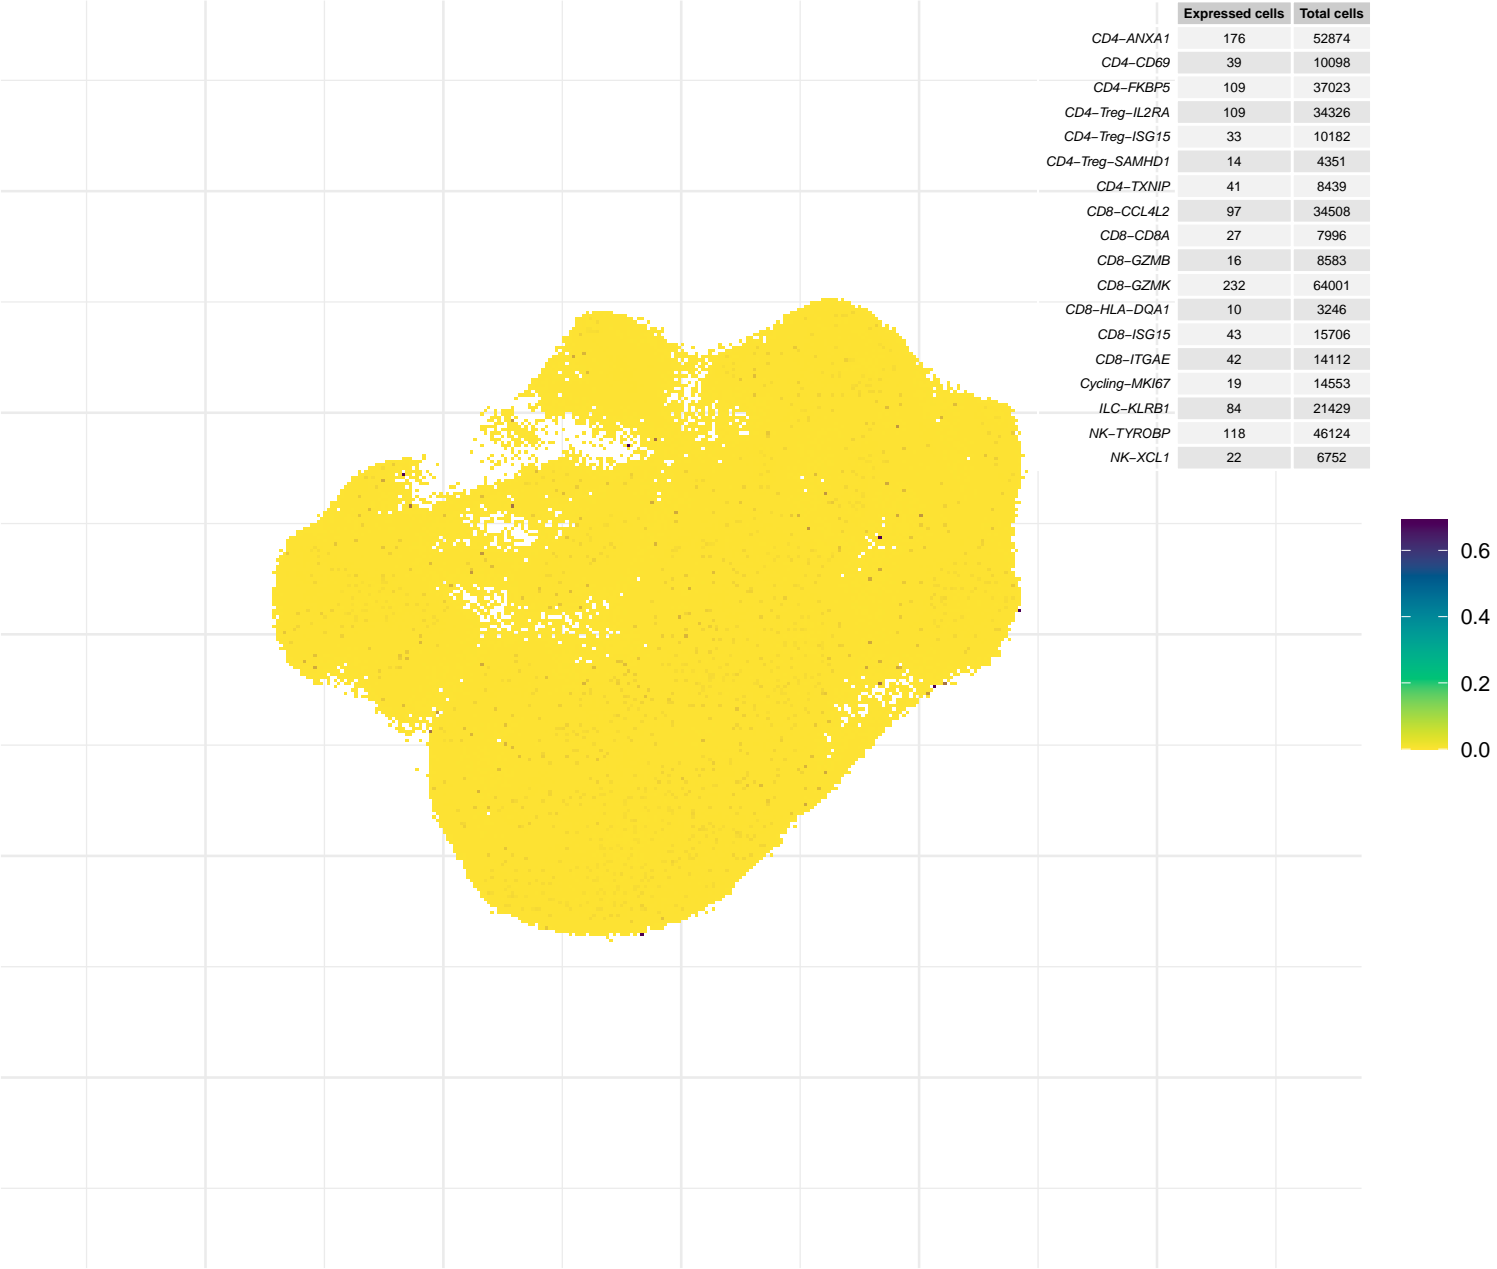 Expressed cells Total cells
CD4−ANXA1 176 52874
CD4−CD69 39 10098
CD4−FKBP5 109 37023
CD4−Treg−IL2RA 109 34326
CD4−Treg−ISG15 33 10182
CD4−Treg−SAMHD1 14 4351
CD4−TXNIP 41 8439
CD8−CCL4L2 97 34508
CD8−CD8A 27 7996
CD8−GZMB 16 8583
CD8−GZMK 232 64001
CD8−HLA−DQA1 10 3246
CD8−ISG15 43 15706
CD8−ITGAE 42 14112
Cycling−MKI67 19 14553
ILC−KLRB1 84 21429
NK−TYROBP 118 46124
NK−XCL1 22 6752
0.6
0.4
0.2
0.0